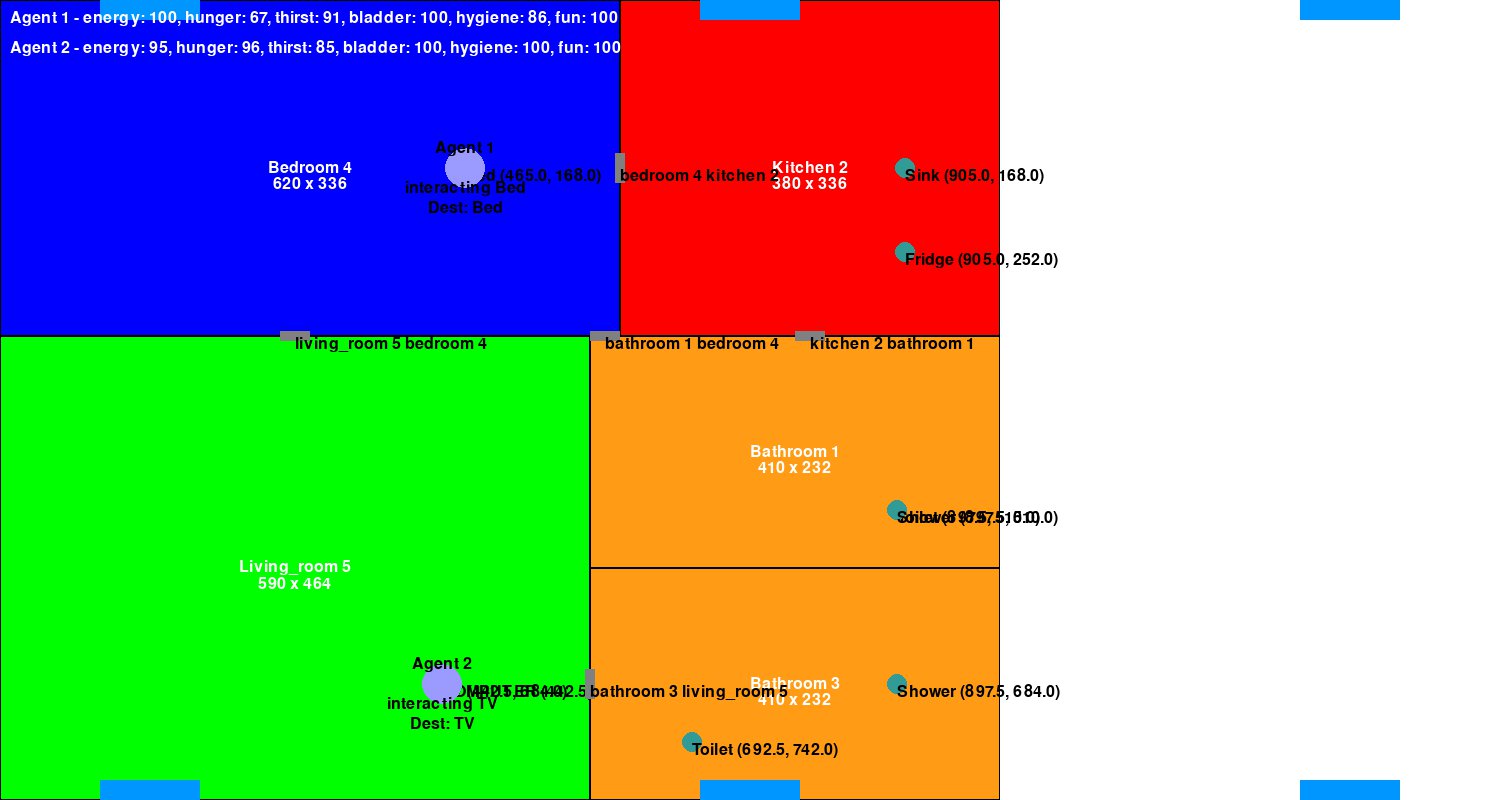 Agent 1 - energy: 100, hunger: 67, thirst: 91, bladder: 100, hygiene: 86, fun: 100
Agent 2 - energy: 95, hunger: 96, thirst: 85, bladder: 100, hygiene: 100, fun: 100
Agent 1
Bedroom 4
620 x 336
(465.0, 168.0)
interacting Bed
Dest: Bed
bedroom 4 kitchen 2
Kitchen 2
380 x 336
Sink (905.0, 168.0)
Fridge (905.0, 252.0)
living_room 5 bedroom 4
bathroom 1 bedroom 4
kitchen 2 bathroom 1
Bathroom 1
410 x 232
Living_room 5
590 x 464
Agent 2
interacting TV
Dest: TV
bathroom 3 living_room 5
Bathroom 3
410 x 232
Shower (897.5, 684.0)
Toilet (692.5, 742.0)